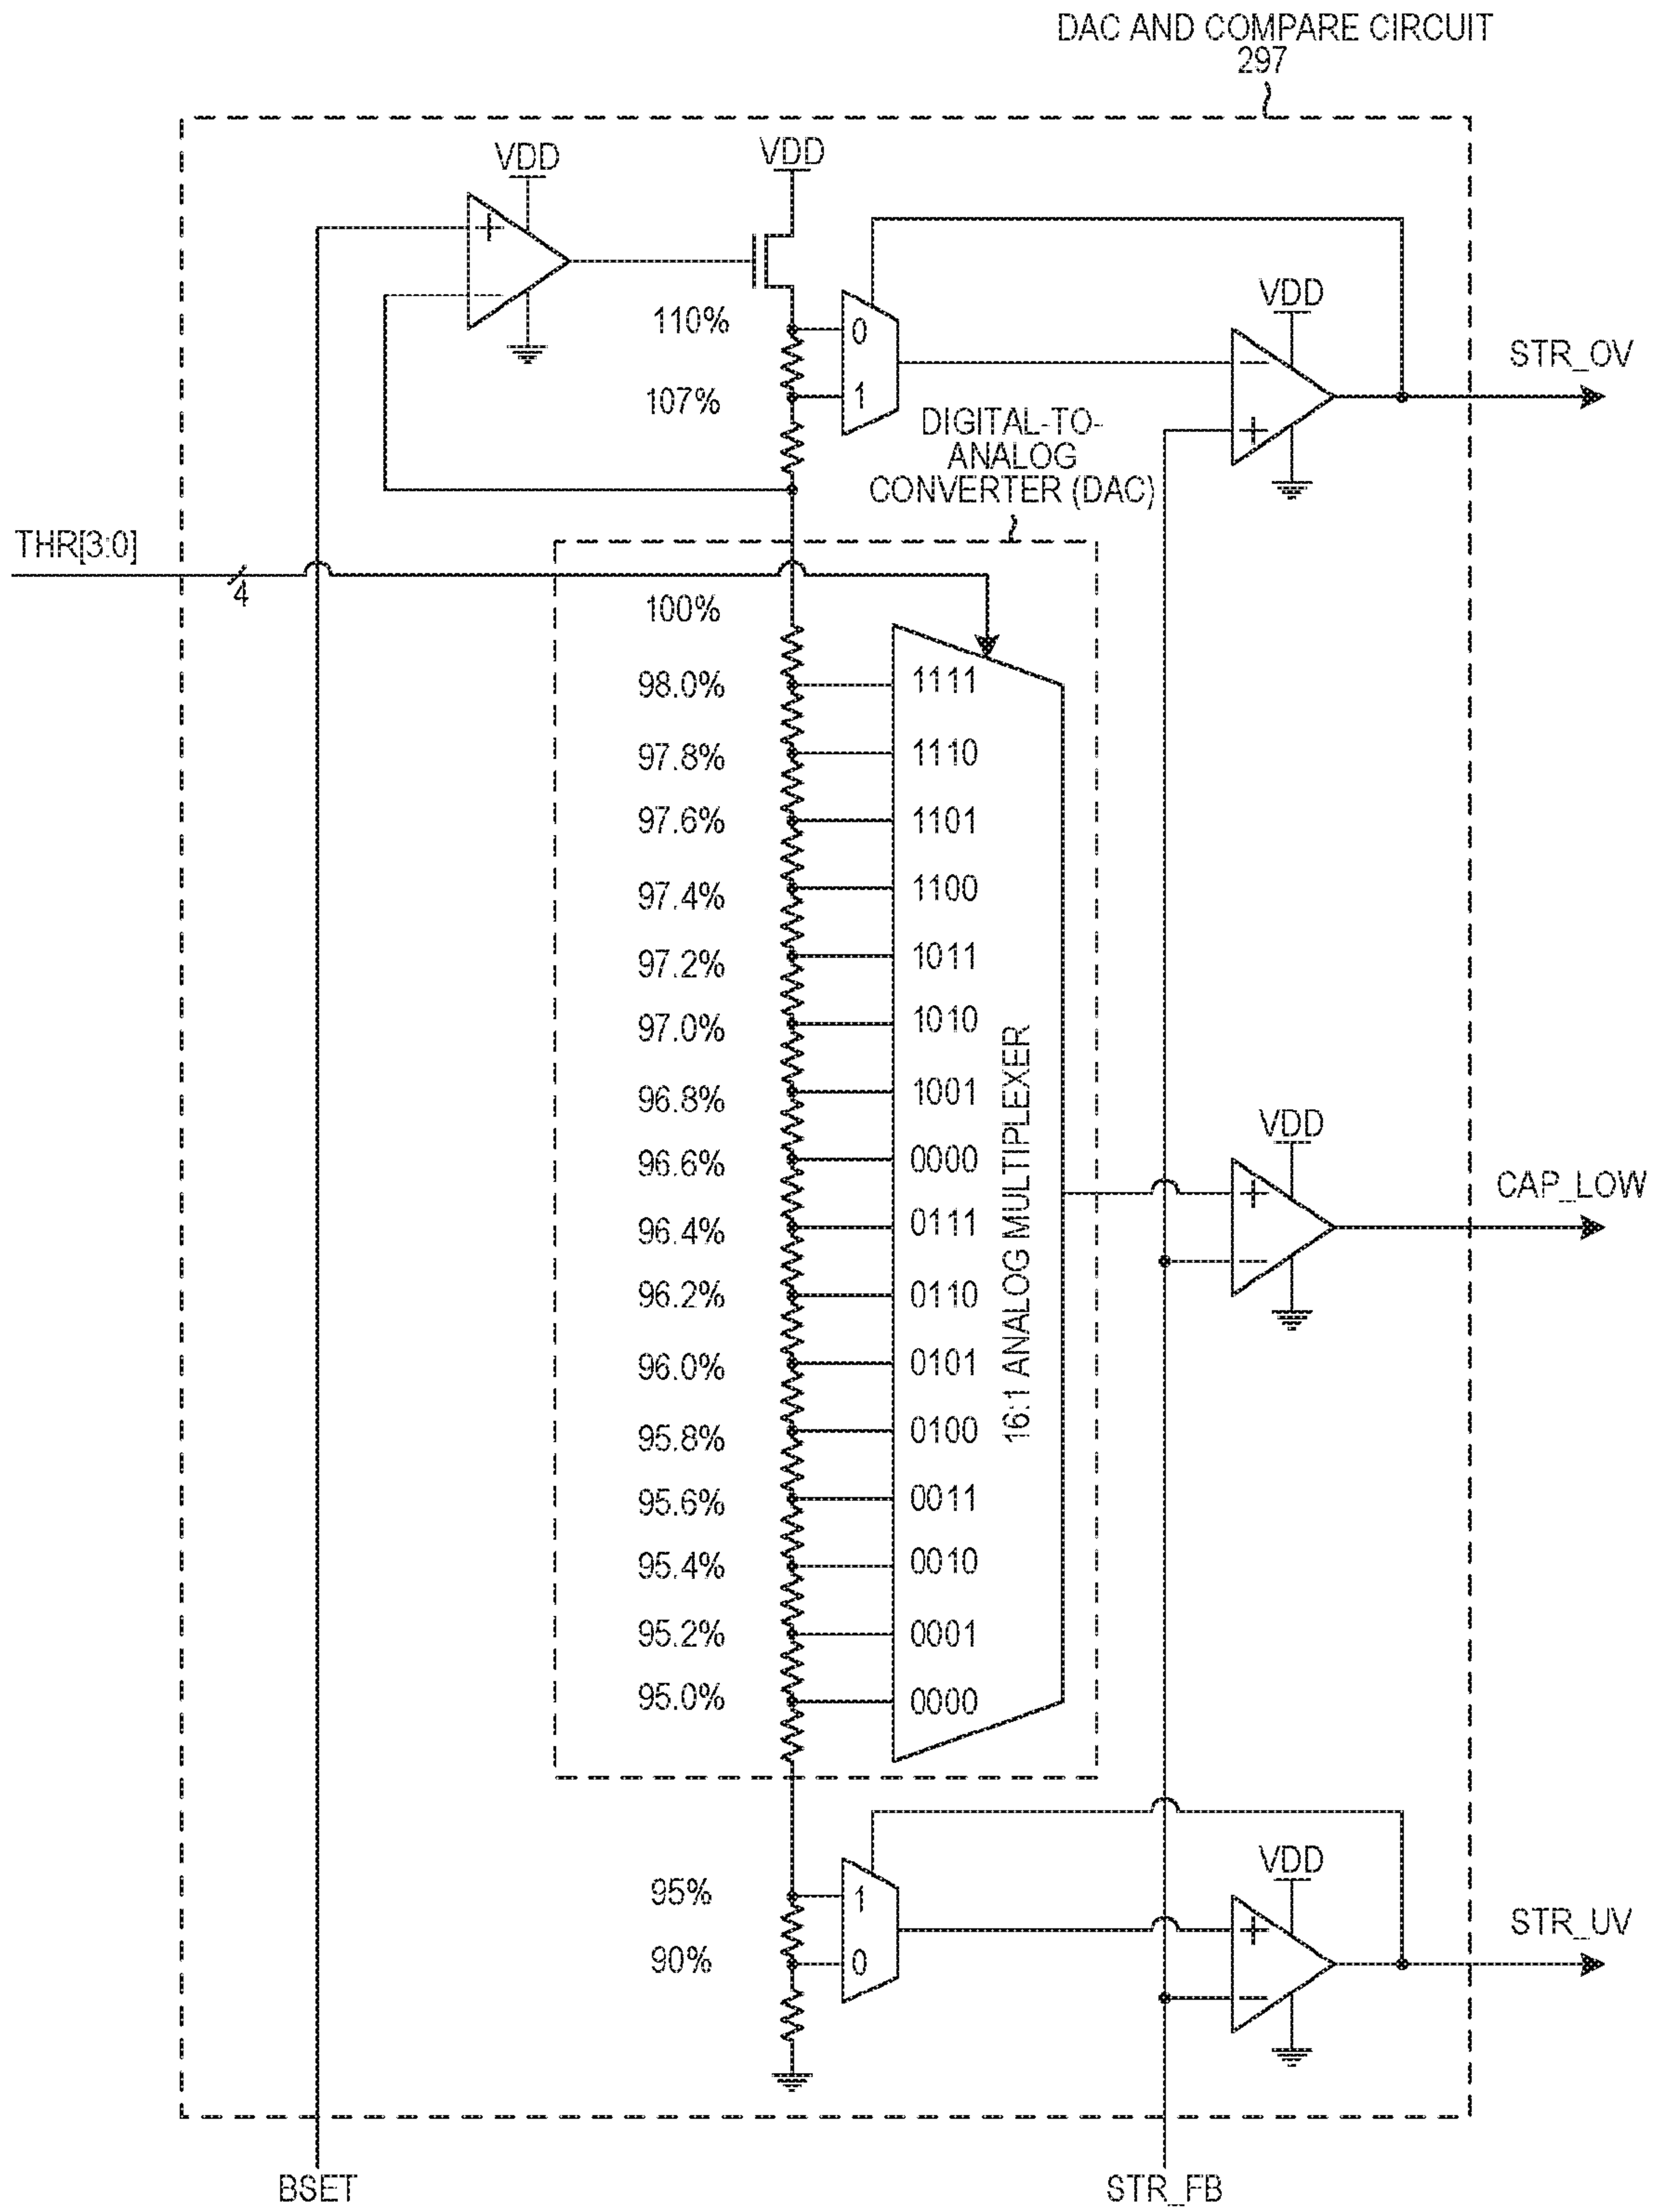 DAC AND COMPARE CIRCUIT
297
VDD
VDD
+
−
110%
0
107%
1
VDD
−
+
STR_OV
DIGITAL-TO-
ANALOG
CONVERTER (DAC)
THR[3:0]
4
100%
98.0% 1111
97.8% 1110
97.6% 1101
97.4% 1100
97.2% 1011
97.0% 1010
96.8% 1001
96.6% 0000
96.4% 0111
96.2% 0110
96.0% 0101
95.8% 0100
95.6% 0011
95.4% 0010
95.2% 0001
95.0% 0000
16:1 ANALOG MULTIPLEXER
VDD
+
−
CAP_LOW
95%
1
90%
0
VDD
+
−
STR_UV
BSET
STR_FB